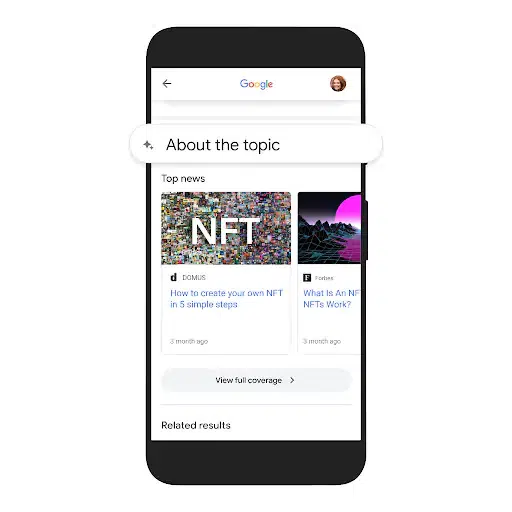 Google
About the topic
Top news
NFT
d DOMUS
F Forbes
How to create your own NFT
in 5 simple steps
What Is An NF
NFTs Work?
3 month ago
3 month ago
View full coverage
Related results